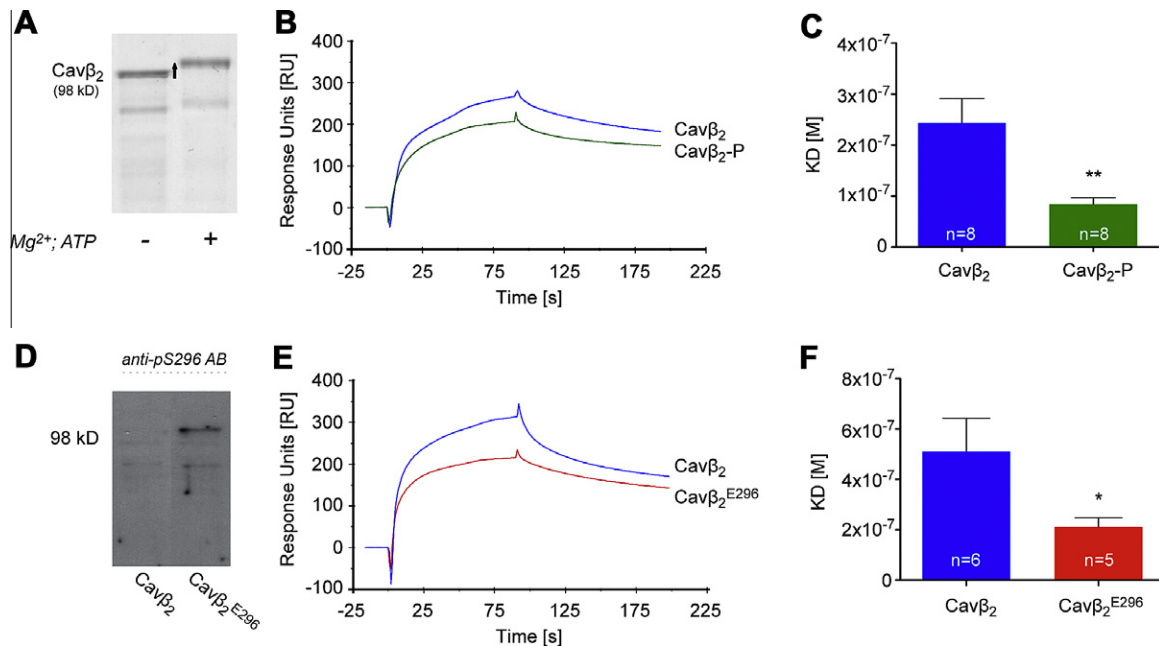 A
Cavβ₂
(98 kD)
Mg²⁺; ATP
-
+
B
Response Units [RU]
400
300
200
100
0
-100
-25
25
75
125
175
225
Time [s]
Cavβ₂
Cavβ₂-P
C
KD [M]
4x10⁻⁷
3x10⁻⁷
2x10⁻⁷
1x10⁻⁷
0
**
n=8
n=8
Cavβ₂
Cavβ₂-P
D
anti-pS296 AB
98 kD
Cavβ₂
Cavβ₂ᴱ²⁹⁶
E
Response Units [RU]
400
300
200
100
0
-100
-25
25
75
125
175
225
Time [s]
Cavβ₂
Cavβ₂ᴱ²⁹⁶
F
KD [M]
8x10⁻⁷
6x10⁻⁷
4x10⁻⁷
2x10⁻⁷
0
*
n=6
n=5
Cavβ₂
Cavβ₂ᴱ²⁹⁶